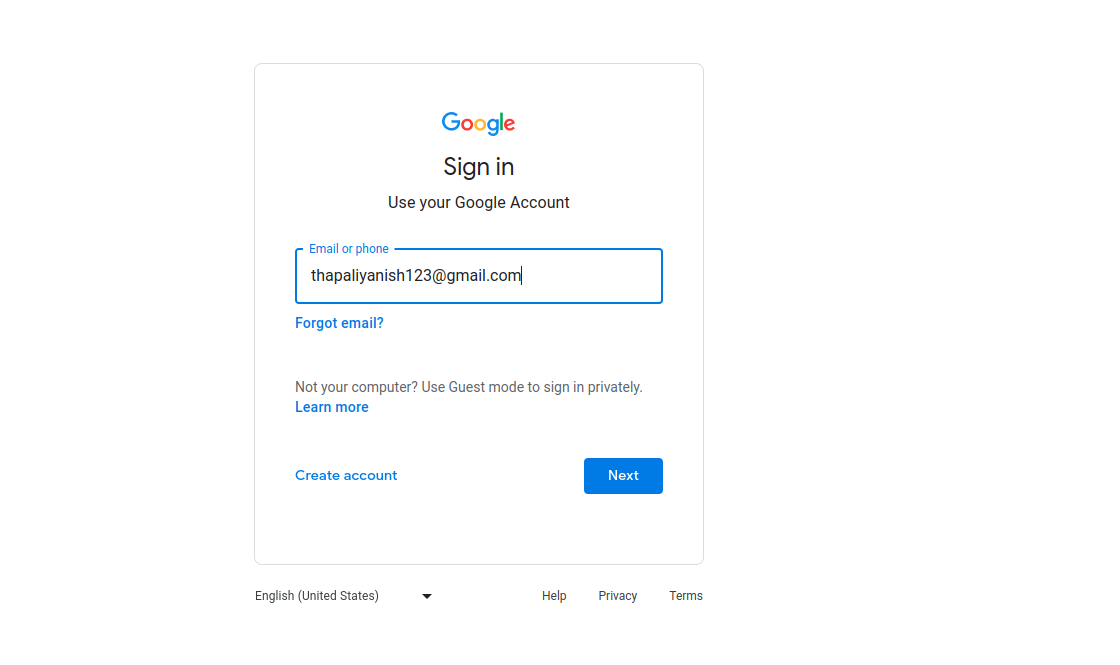 Google
Sign in
Use your Google Account
Email or phone
thapaliyanish123@gmail.com
Forgot email?
Not your computer? Use Guest mode to sign in privately.
Learn more
Create account
Next
English (United States)
Help
Privacy
Terms